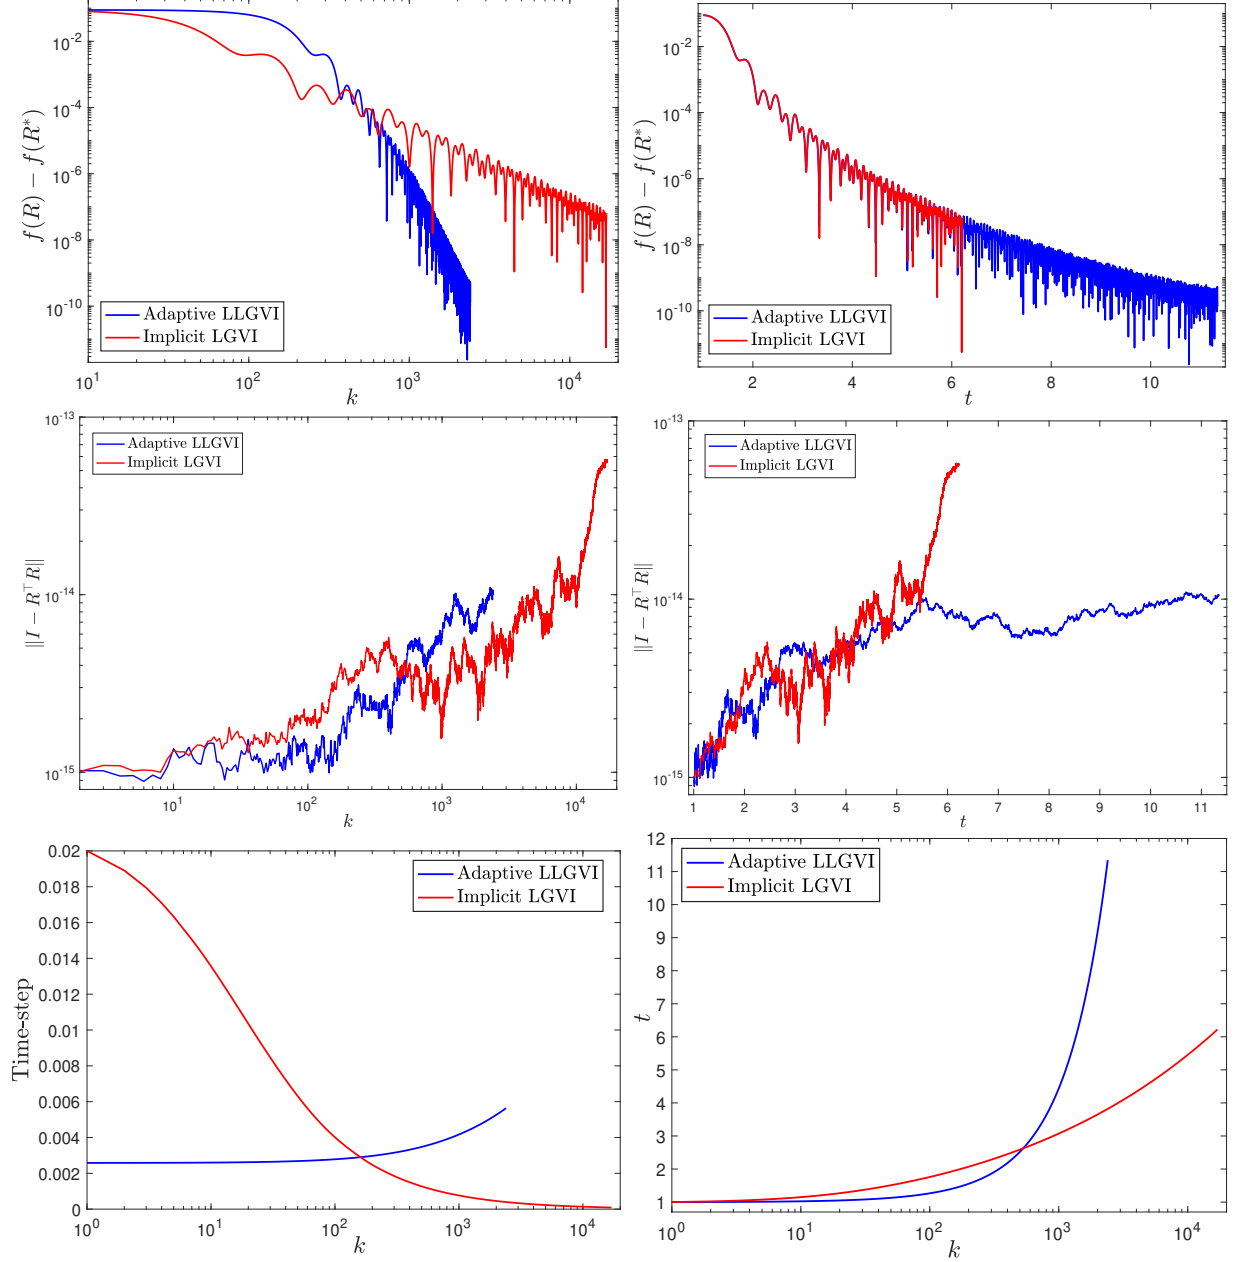 10^-2
10^-4
10^-6
10^-8
10^-10
f(R) − f(R*)
Adaptive LLGVI
Implicit LGVI
10^1 10^2 10^3 10^4
k
10^-2
10^-4
10^-6
10^-8
10^-10
f(R) − f(R*)
Adaptive LLGVI
Implicit LGVI
2 4 6 8 10
t
10^-13
10^-14
10^-15
||I − R^⊤R||
Adaptive LLGVI
Implicit LGVI
10^1 10^2 10^3 10^4
k
10^-13
10^-14
10^-15
||I − R^⊤R||
Adaptive LLGVI
Implicit LGVI
1 2 3 4 5 6 7 8 9 10 11
t
0.02
0.018
0.016
0.014
0.012
0.01
0.008
0.006
0.004
0.002
0
Time-step
Adaptive LLGVI
Implicit LGVI
10^0 10^1 10^2 10^3 10^4
k
12
11
10
9
8
7
6
5
4
3
2
1
t
Adaptive LLGVI
Implicit LGVI
10^0 10^1 10^2 10^3 10^4
k